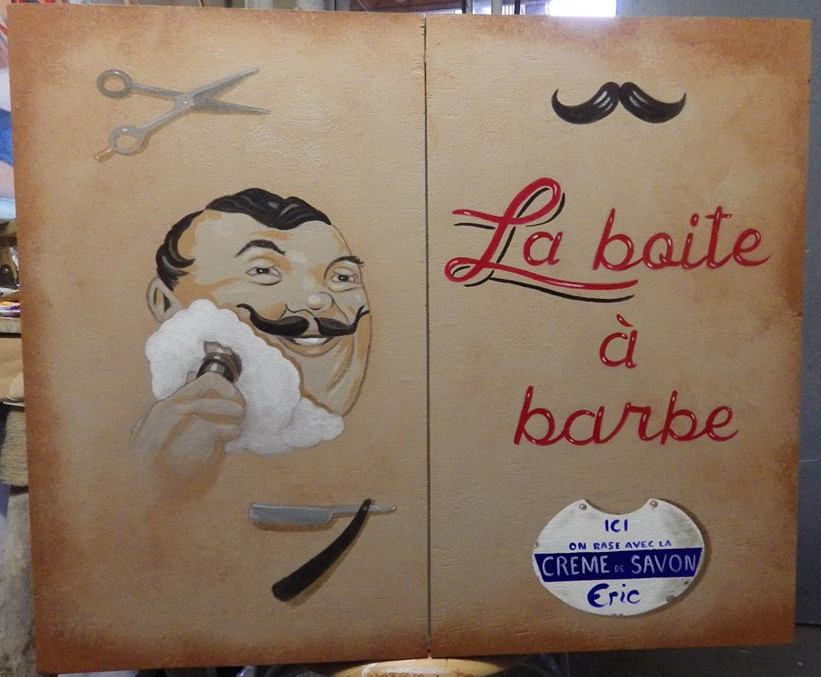 La boite
à
barbe
ICI
ON RASE AVEC LA
CREME DE SAVON
Eric